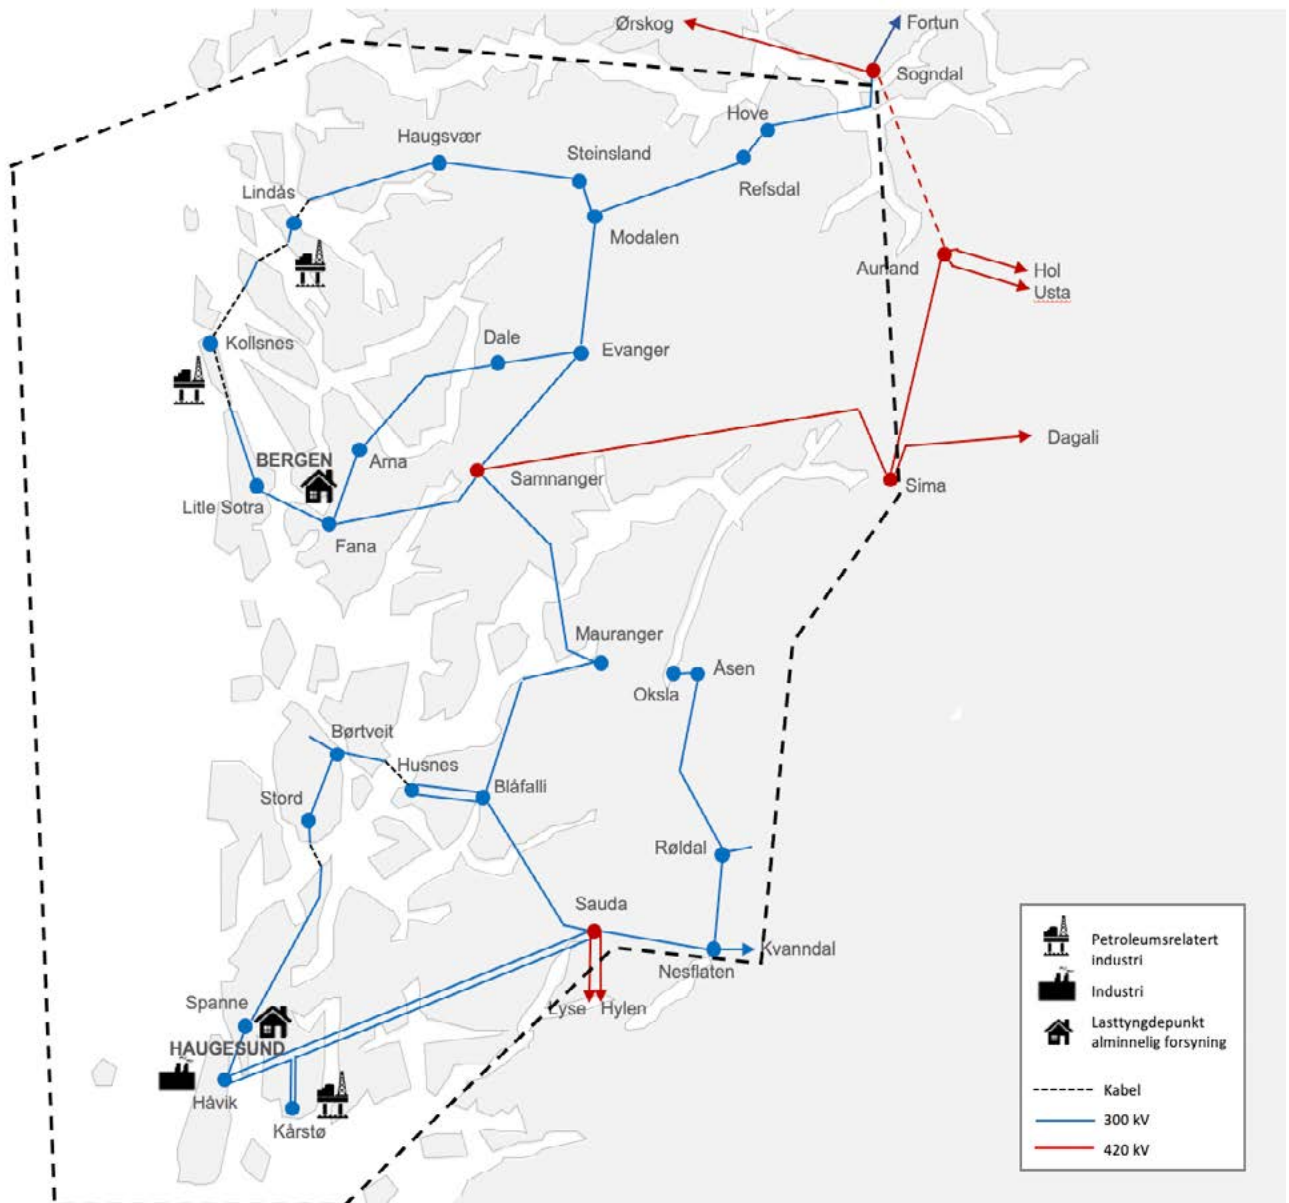 Ørskog
Fortun
Sogndal
Hove
Haugsvær
Steinsland
Refsdal
Lindås
Modalen
Aurland
Hol
Usta
Kollsnes
Dale
Evanger
Dagali
BERGEN
Arna
Samnanger
Sima
Litle Sotra
Fana
Mauranger
Åsen
Oksla
Børtveit
Husnes
Blåfalli
Stord
Røldal
Sauda
Kvanndal
Nesflaten
Spanne
Lyse
Hylen
HAUGESUND
Håvik
Kårstø
Petroleumsrelatert
industri
Industri
Lasttyngdepunkt
alminnelig forsyning
Kabel
300 kV
420 kV